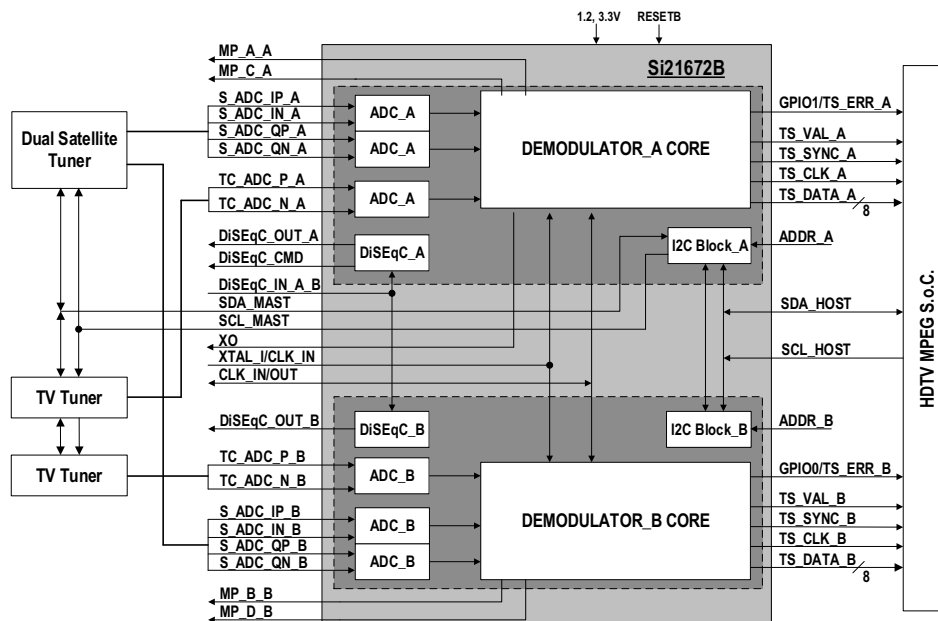 1.2, 3.3V
RESETB
Si21672B
MP_A_A
MP_C_A
S_ADC_IP_A
S_ADC_IN_A
S_ADC_QP_A
S_ADC_QN_A
TC_ADC_P_A
TC_ADC_N_A
DiSEqC_OUT_A
DiSEqC_CMD
DiSEqC_IN_A_B
SDA_MAST
SCL_MAST
XO
XTAL_I/CLK_IN
CLK_IN/OUT
DiSEqC_OUT_B
TC_ADC_P_B
TC_ADC_N_B
S_ADC_IP_B
S_ADC_IN_B
S_ADC_QP_B
S_ADC_QN_B
MP_B_B
MP_D_B
Dual Satellite
Tuner
TV Tuner
TV Tuner
ADC_A
ADC_A
ADC_A
DiSEqC_A
DEMODULATOR_A CORE
I2C Block_A
DiSEqC_B
ADC_B
ADC_B
ADC_B
I2C Block_B
DEMODULATOR_B CORE
GPIO1/TS_ERR_A
TS_VAL_A
TS_SYNC_A
TS_CLK_A
TS_DATA_A
8
ADDR_A
SDA_HOST
SCL_HOST
ADDR_B
GPIO0/TS_ERR_B
TS_VAL_B
TS_SYNC_B
TS_CLK_B
TS_DATA_B
8
HDTV MPEG S.o.C.